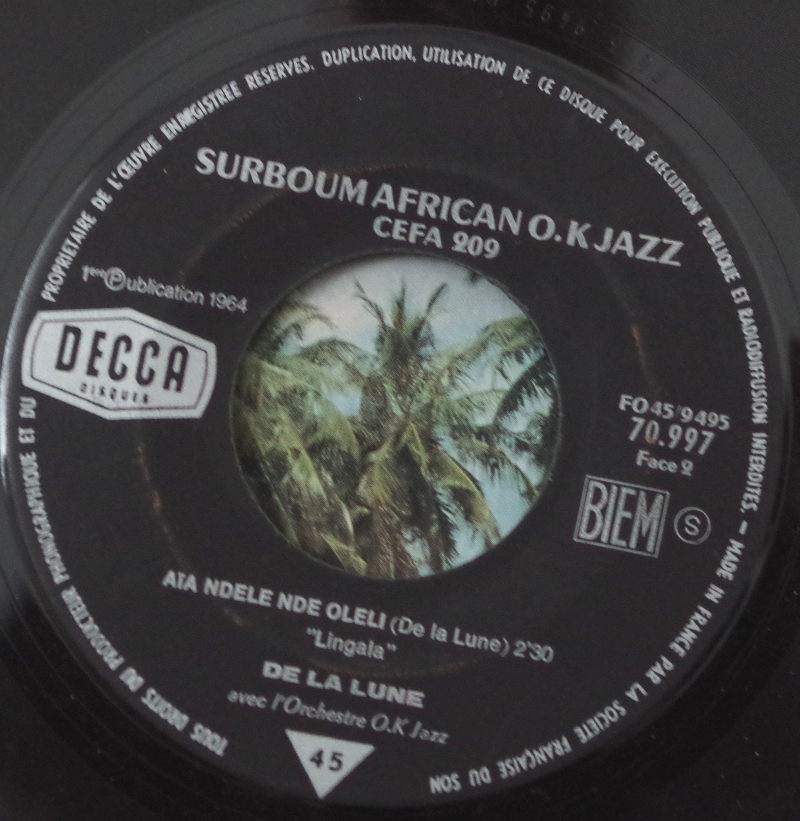 TOUS DROITS DU PRODUCTEUR PHONOGRAPHIQUE ET DU PROPRIETAIRE DE L'ŒUVRE ENREGISTREE RESERVES. DUPLICATION, UTILISATION DE CE DISQUE POUR EXECUTION PUBLIQUE ET RADIODIFFUSION INTERDITES. – MADE IN FRANCE PAR LA SOCIETE FRANÇAISE DU SON
SURBOUM AFRICAN O.K JAZZ
CEFA 209
1ère Ⓟublication 1964
DECCA
DISQUES
FO 45/9495
70.997
Face 2
BIEM
S
ATA NDELE NDE OLELI (De la Lune) 2'30
"Lingala"
DE LA LUNE
avec l'Orchestre O.K Jazz
45